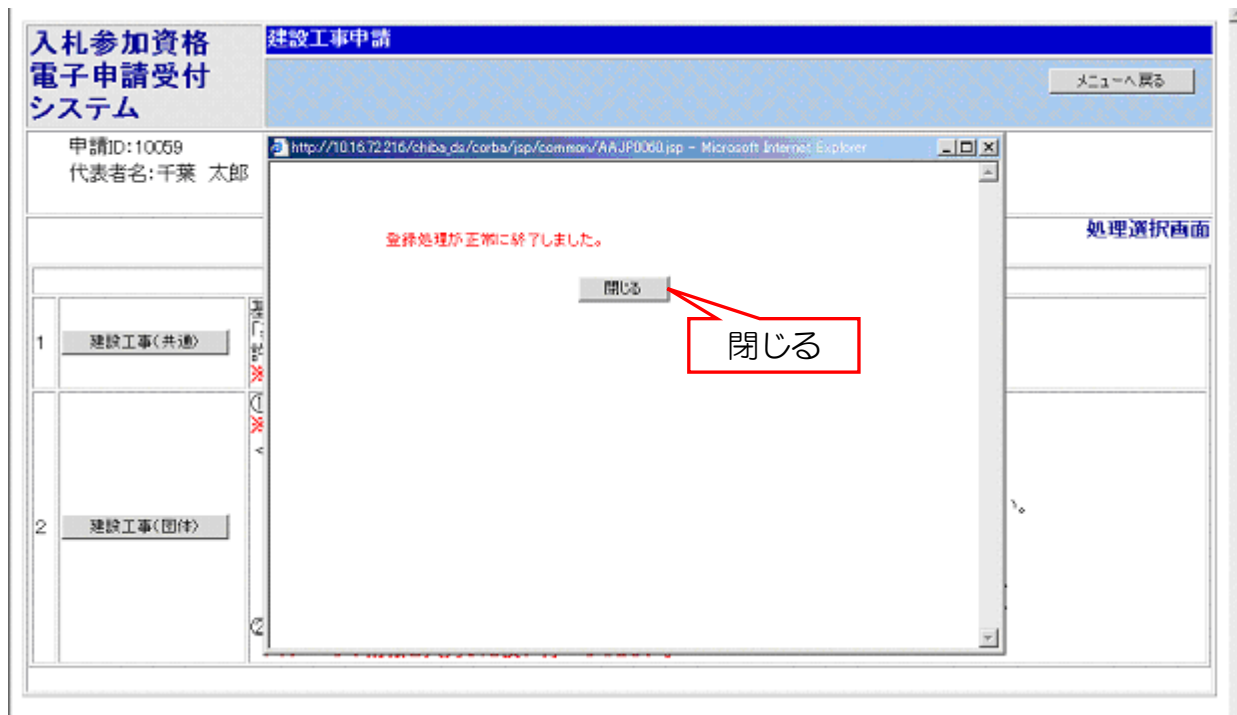 入札参加資格
電子申請受付
システム
建設工事申請
メニューへ戻る
申請ID:10059
代表者名:千葉 太郎
http://10.16.72.216/chiba_ds/corba/jsp/common/AAJP0060.jsp - Microsoft Internet Explorer
処理選択画面
登録処理が正常に終了しました。
閉じる
閉じる
1
建設工事(共通)
※
①
※
2
建設工事(団体)
い。
②